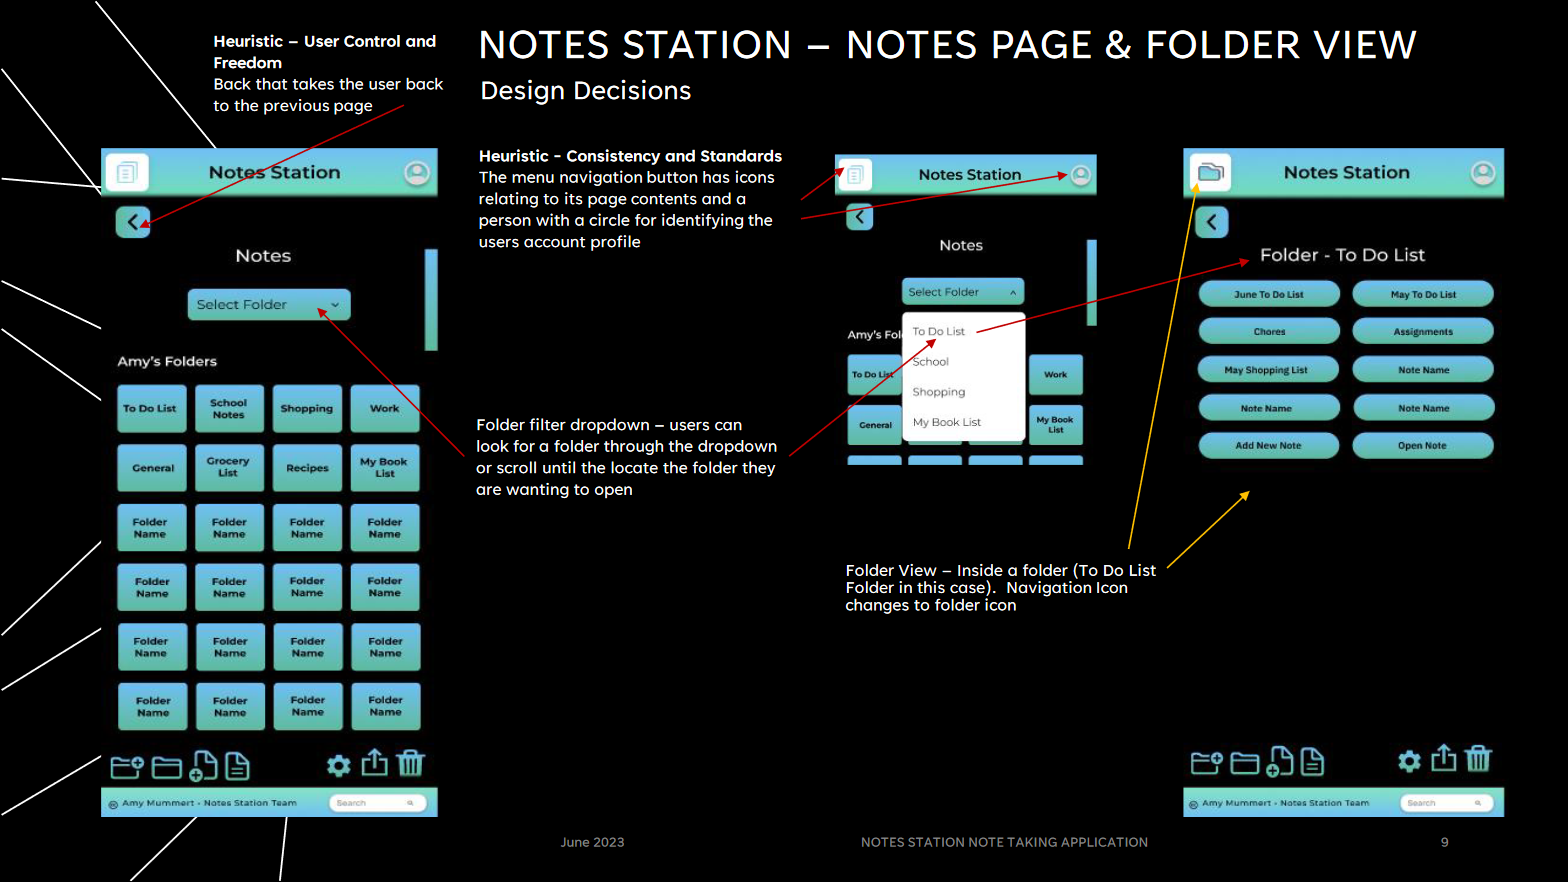 Heuristic – User Control and
Freedom
Back that takes the user back
to the previous page
NOTES STATION – NOTES PAGE & FOLDER VIEW
Design Decisions
Notes Station
Notes
Select Folder
Amy's Folders
To Do List
School
Notes
Shopping
Work
General
Grocery
List
Recipes
My Book
List
Folder
Name
Folder
Name
Folder
Name
Folder
Name
Folder
Name
Folder
Name
Folder
Name
Folder
Name
Folder
Name
Folder
Name
Folder
Name
Folder
Name
Folder
Name
Folder
Name
Folder
Name
Folder
Name
Amy Mummert - Notes Station Team
Search
Heuristic - Consistency and Standards
The menu navigation button has icons
relating to its page contents and a
person with a circle for identifying the
users account profile
Folder filter dropdown – users can
look for a folder through the dropdown
or scroll until the locate the folder they
are wanting to open
Notes Station
Notes
Select Folder
To Do List
School
Shopping
My Book List
Amy's Fol
To Do List
Work
General
My Book
List
Folder View – Inside a folder (To Do List
Folder in this case). Navigation Icon
changes to folder icon
Notes Station
Folder - To Do List
June To Do List
May To Do List
Chores
Assignments
May Shopping List
Note Name
Note Name
Note Name
Add New Note
Open Note
Amy Mummert - Notes Station Team
Search
June 2023
NOTES STATION NOTE TAKING APPLICATION
9